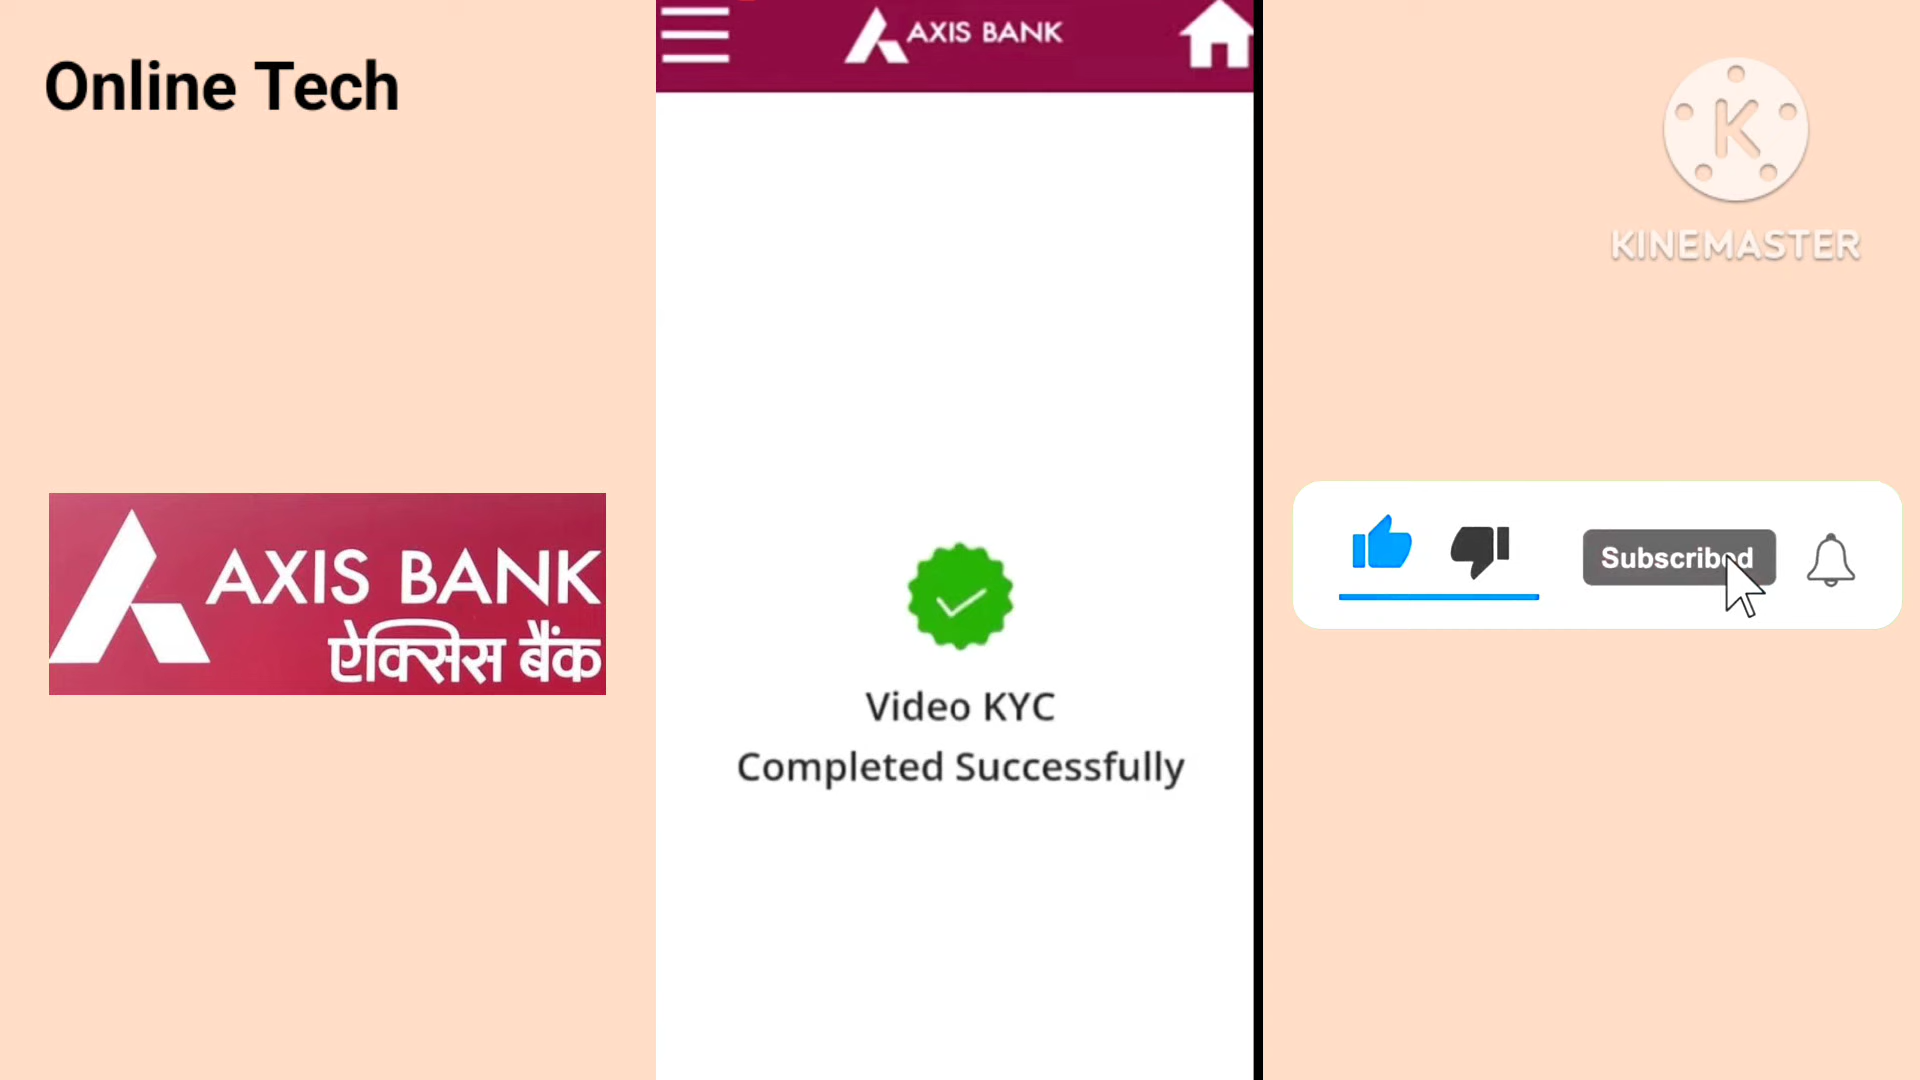 Online Tech
AXIS BANK
KINEMASTER
AXIS BANK
ऐक्सिस बैंक
Subscribed
Video KYC
Completed Successfully